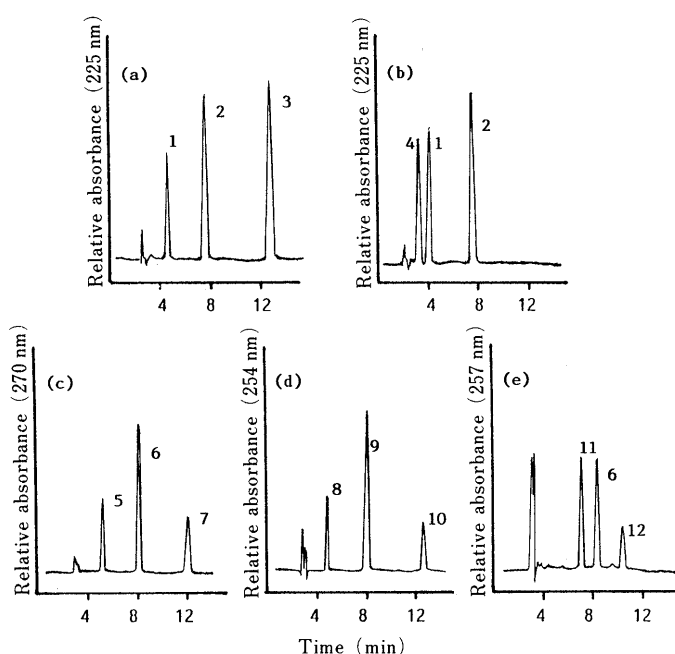 Relative absorbance (225 nm)
(a)
1
2
3
4 8 12
Relative absorbance (225 nm)
(b)
4
1
2
4 8 12
Relative absorbance (270 nm)
(c)
5
6
7
4 8 12
Relative absorbance (254 nm)
(d)
8
9
10
4 8 12
Relative absorbance (257 nm)
(e)
11
6
12
4 8 12
Time (min)